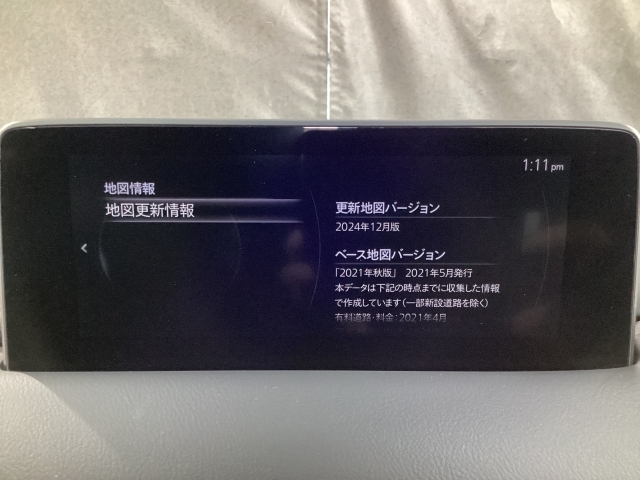 1:11 pm
地図情報
地図更新情報
更新地図バージョン
2024年12月版
ベース地図バージョン
「2021年秋版」 2021年5月発行
本データは下記の時点までに収集した情報
で作成しています(一部新設道路を除く)
有料道路・料金:2021年4月